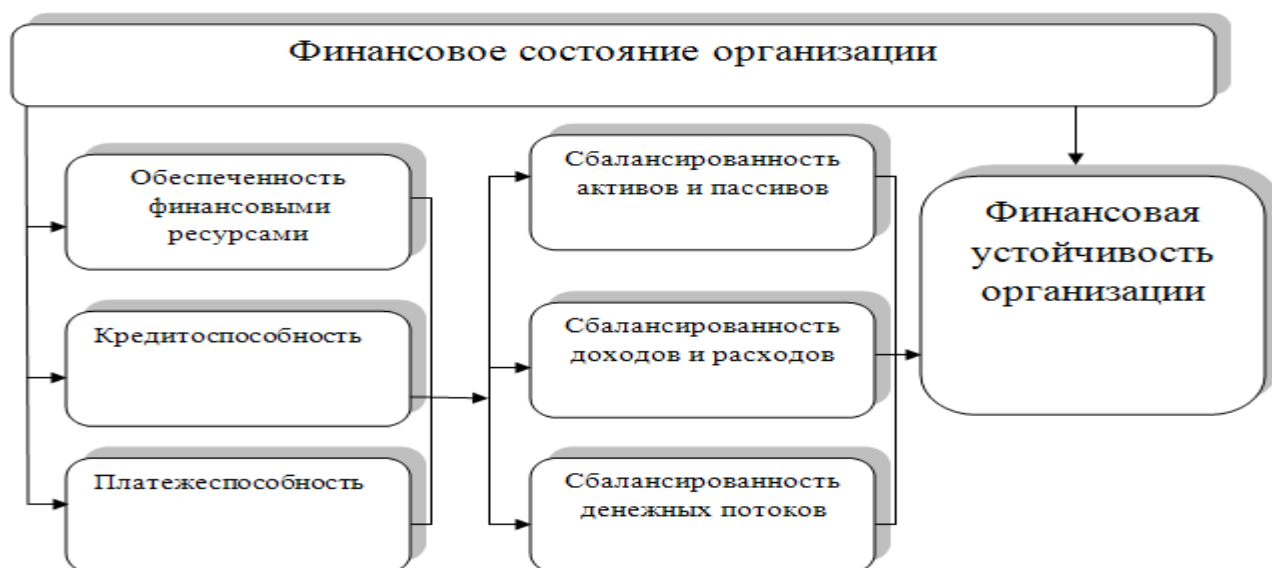 Финансовое состояние организации
Обеспеченность
финансовыми
ресурсами
Кредитоспособность
Платежеспособность
Сбалансированность
активов и пассивов
Сбалансированность
доходов и расходов
Сбалансированность
денежных потоков
Финансовая
устойчивость
организации